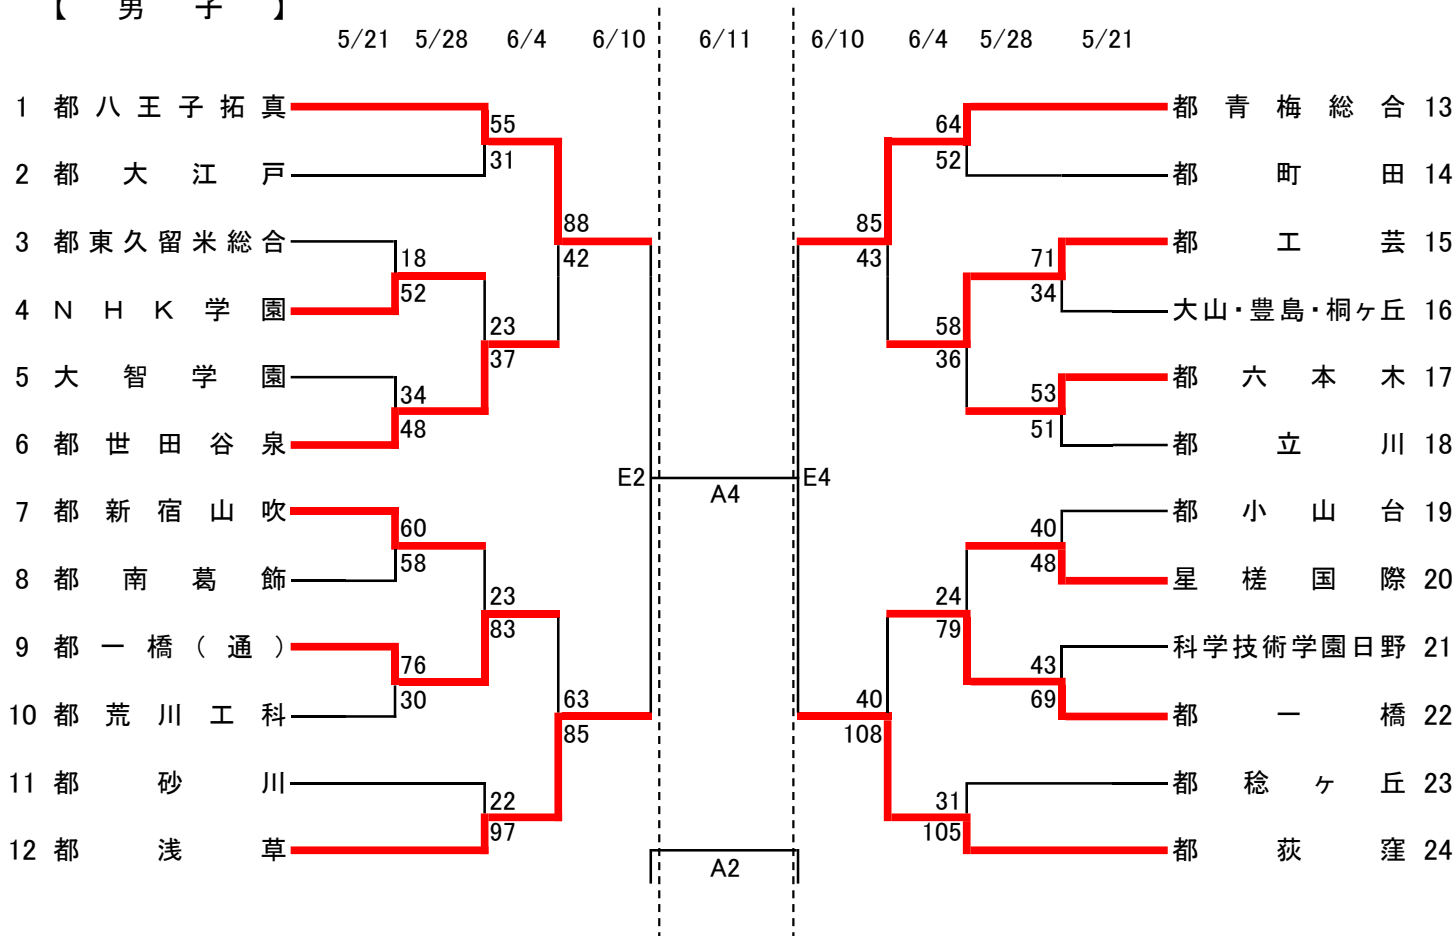 【 男 子 】
5/21 5/28 6/4 6/10 6/11 6/10 6/4 5/28 5/21
1 都八王子拓真 55 64 都青梅総合 13
2 都大江戸 31 52 都町田 14
88 85
3 都東久留米総合 18 42 43 71 都工芸 15
4 NHK学園 52 34 大山・豊島・桐ヶ丘 16
23 58
37 36
5 大智学園 34 53 都六本木 17
6 都世田谷泉 48 51 都立川 18
E2 A4 E4
7 都新宿山吹 60 40 都小山台 19
8 都南葛飾 58 48 星槎国際 20
23 24
83 79
9 都一橋(通) 76 43 科学技術学園日野 21
10 都荒川工科 30 69 都一橋 22
63 40
85 108
11 都砂川 22 31 都稔ヶ丘 23
12 都浅草 97 105 都荻窪 24
A2